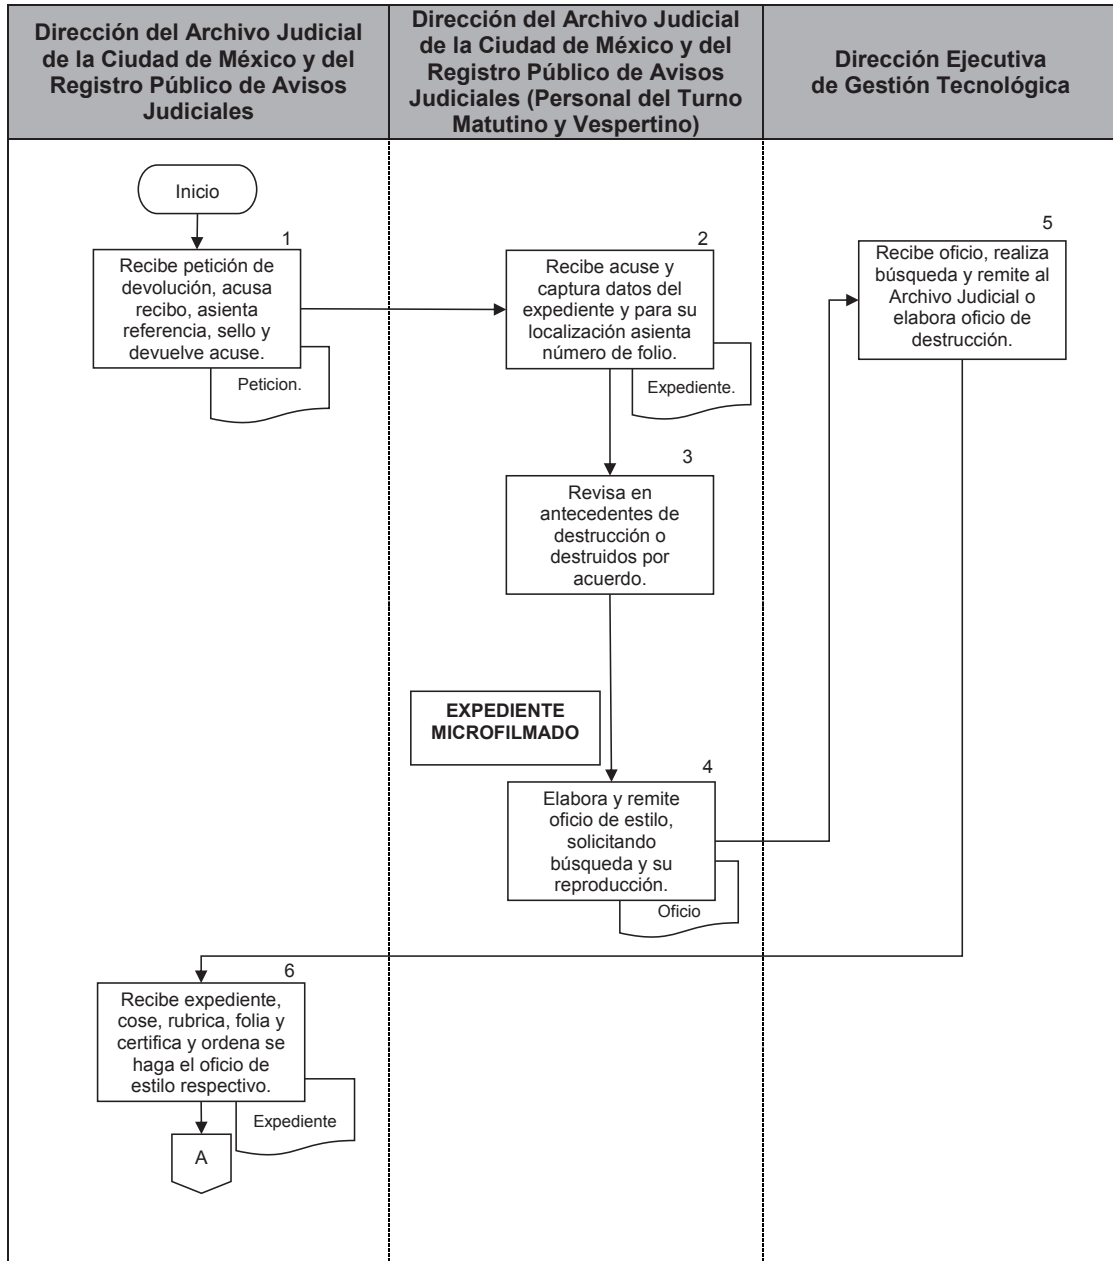 Dirección del Archivo Judicial
de la Ciudad de México y del
Registro Público de Avisos
Judiciales
Dirección del Archivo Judicial
de la Ciudad de México y del
Registro Público de Avisos
Judiciales (Personal del Turno
Matutino y Vespertino)
Dirección Ejecutiva
de Gestión Tecnológica
Inicio
1
Recibe petición de
devolución, acusa
recibo, asienta
referencia, sello y
devuelve acuse.
Peticion.
2
Recibe acuse y
captura datos del
expediente y para su
localización asienta
número de folio.
Expediente.
3
Revisa en
antecedentes de
destrucción o
destruidos por
acuerdo.
EXPEDIENTE
MICROFILMADO
4
Elabora y remite
oficio de estilo,
solicitando
búsqueda y su
reproducción.
Oficio
5
Recibe oficio, realiza
búsqueda y remite al
Archivo Judicial o
elabora oficio de
destrucción.
6
Recibe expediente,
cose, rubrica, folia y
certifica y ordena se
haga el oficio de
estilo respectivo.
Expediente
A